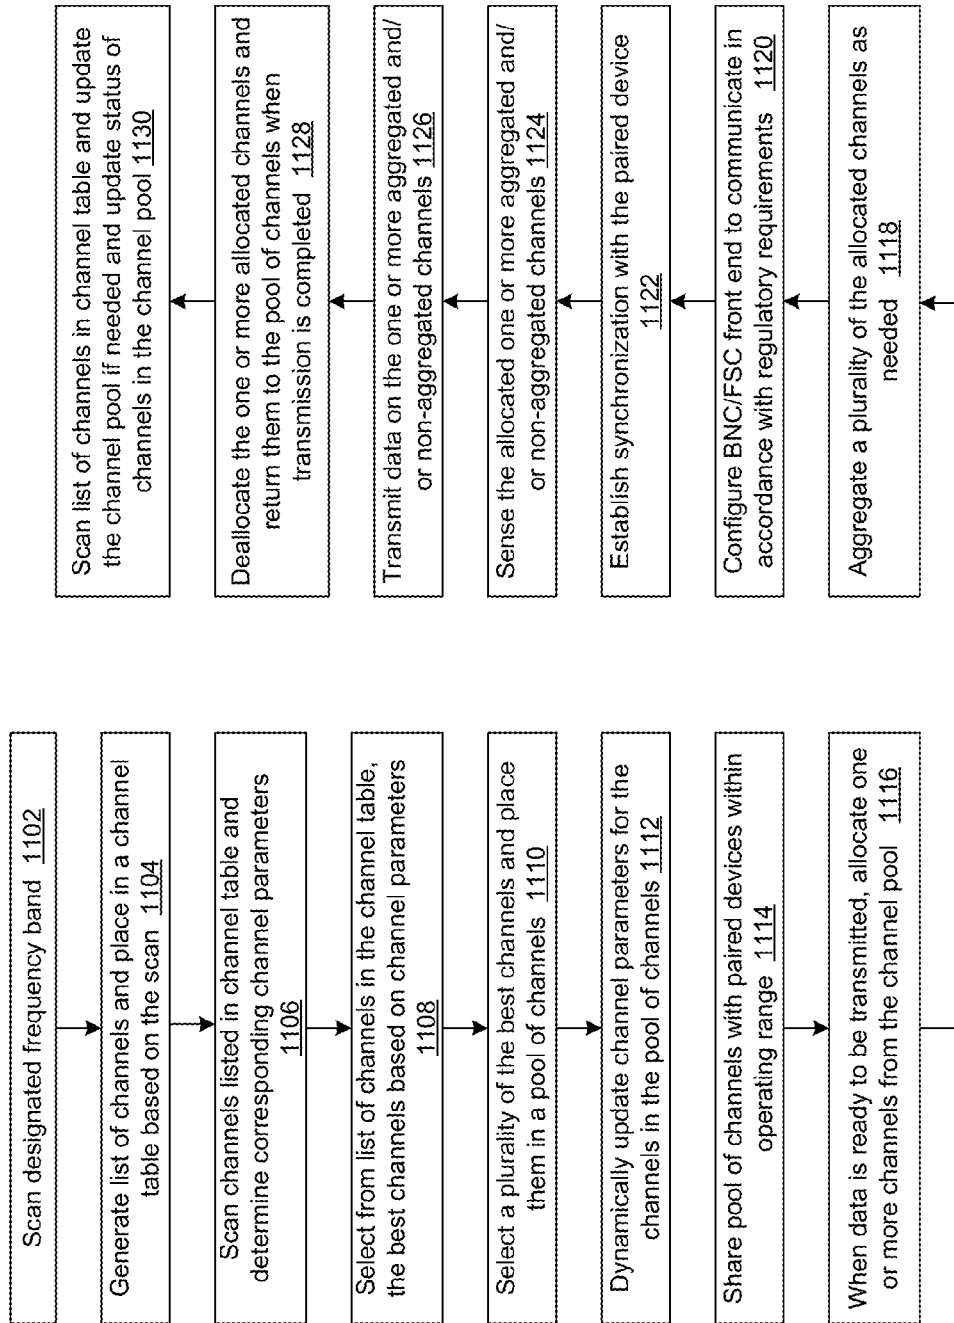 Scan designated frequency band 1102
Generate list of channels and place in a channel
table based on the scan 1104
Scan channels listed in channel table and
determine corresponding channel parameters
1106
Select from list of channels in the channel table,
the best channels based on channel parameters
1108
Select a plurality of the best channels and place
them in a pool of channels 1110
Dynamically update channel parameters for the
channels in the pool of channels 1112
Share pool of channels with paired devices within
operating range 1114
When data is ready to be transmitted, allocate one
or more channels from the channel pool 1116
Aggregate a plurality of the allocated channels as
needed 1118
Configure BNC/FSC front end to communicate in
accordance with regulatory requirements 1120
Establish synchronization with the paired device
1122
Sense the allocated one or more aggregated and/
or non-aggregated channels 1124
Transmit data on the one or more aggregated and/
or non-aggregated channels 1126
Deallocate the one or more allocated channels and
return them to the pool of channels when
transmission is completed 1128
Scan list of channels in channel table and update
the channel pool if needed and update status of
channels in the channel pool 1130